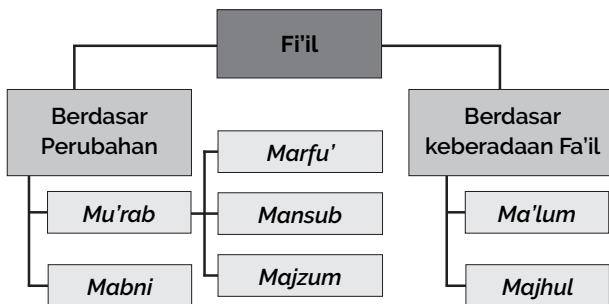 Fi'il
Berdasar
Perubahan
Mu'rab
Mabni
Marfu'
Mansub
Majzum
Berdasar
keberadaan Fa'il
Ma'lum
Majhul